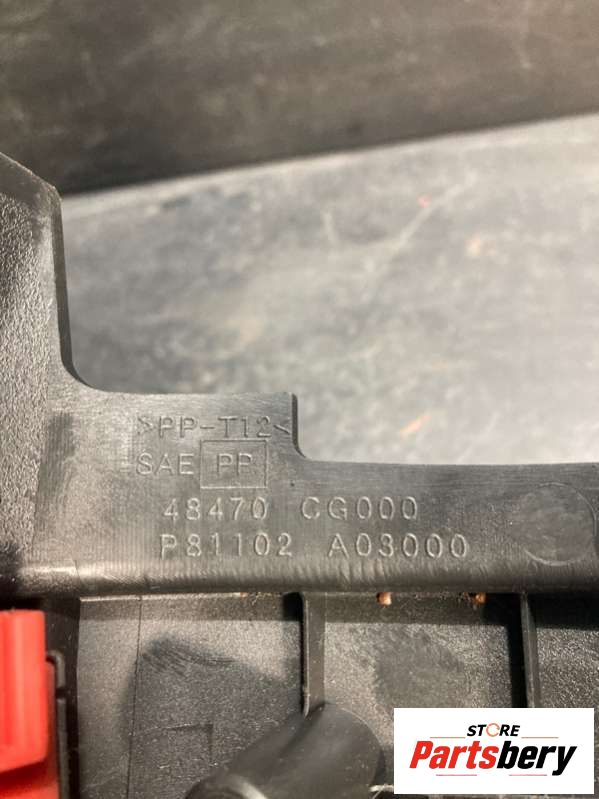 >PP-T12<
SAE PP
48470 CG000
P81102 A03000
STORE
Partsbery